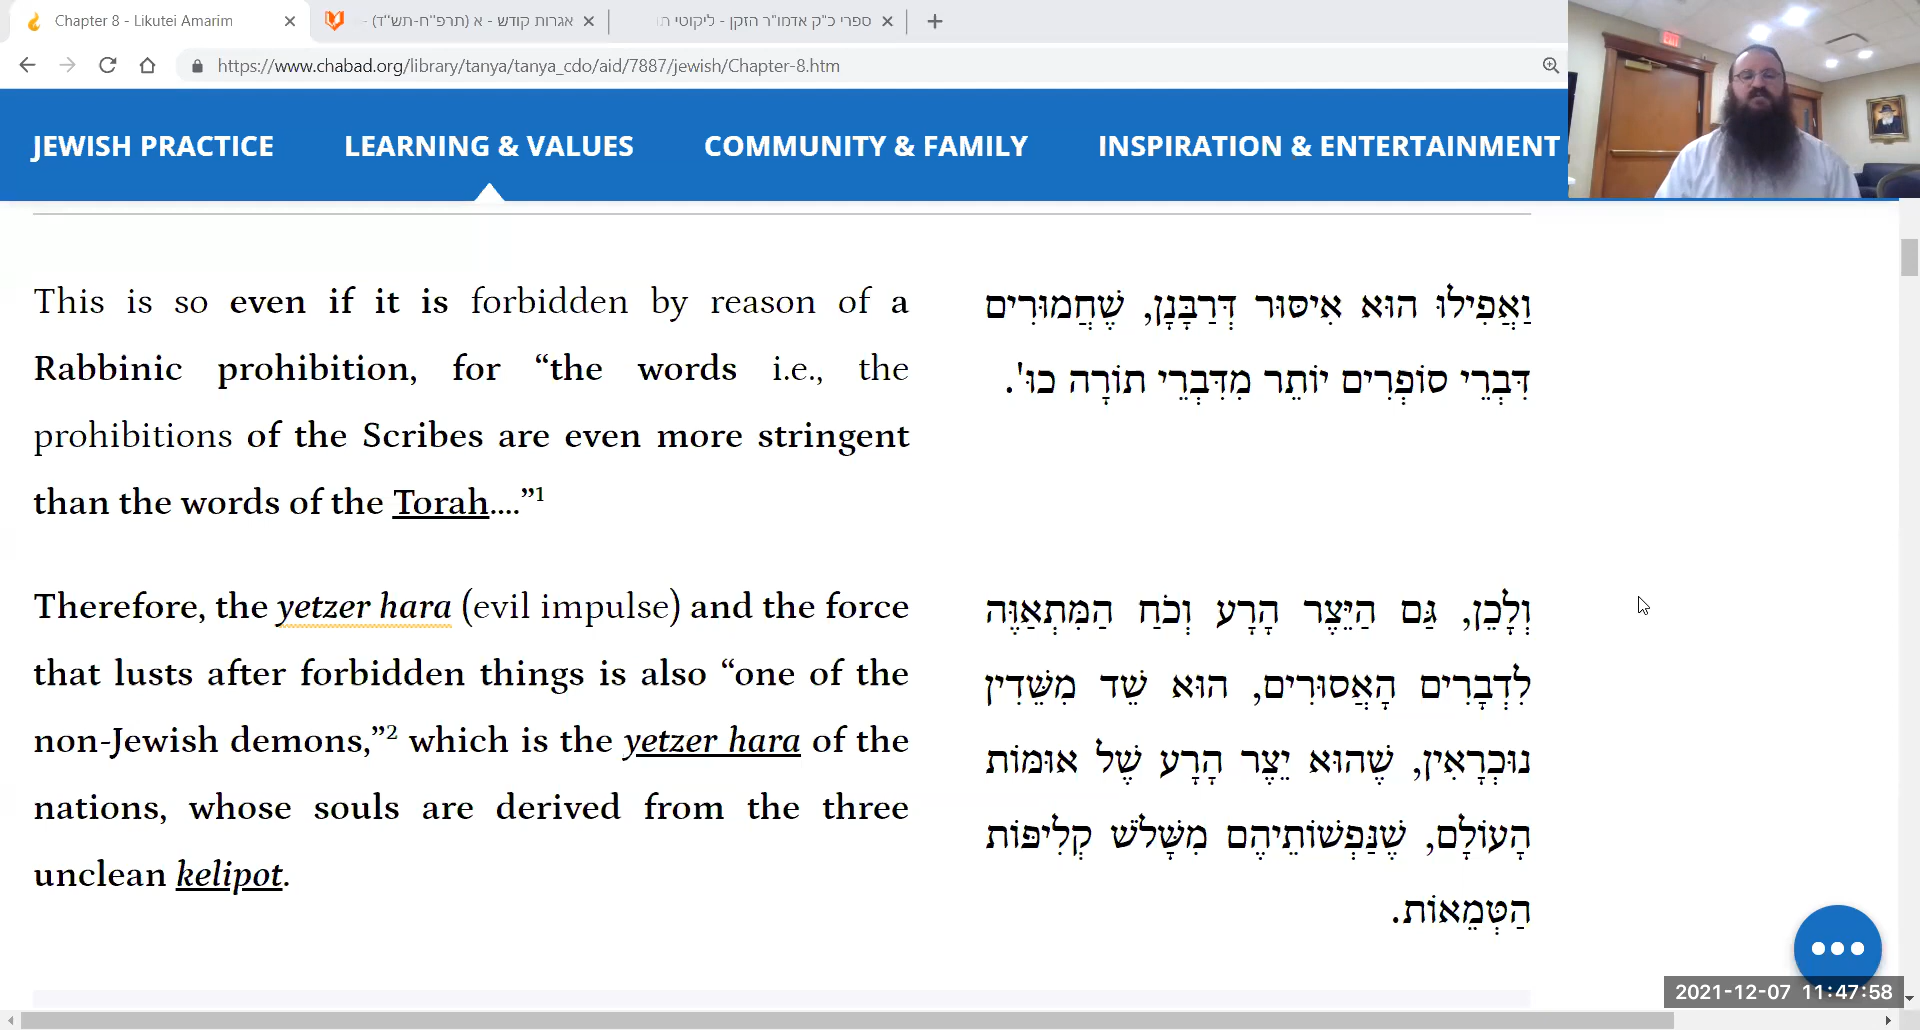 Chapter 8 - Likutei Amarim
אגרות קודש - א (תרפ"ח-תש"ד) -
ספרי כ"ק אדמו"ר הזקן - ליקוטי ת
https://www.chabad.org/library/tanya/tanya_cdo/aid/7887/jewish/Chapter-8.htm
JEWISH PRACTICE LEARNING & VALUES COMMUNITY & FAMILY INSPIRATION & ENTERTAINMENT
This is so even if it is forbidden by reason of a
Rabbinic prohibition, for “the words i.e., the
prohibitions of the Scribes are even more stringent
than the words of the Torah....”1
וַאֲפִילוּ הוּא אִיסּוּר דְּרַבָּנָן, שֶׁחֲמוּרִים
דִּבְרֵי סוֹפְרִים יוֹתֵר מִדִּבְרֵי תוֹרָה כוּ'.
Therefore, the yetzer hara (evil impulse) and the force
that lusts after forbidden things is also “one of the
non-Jewish demons,”2 which is the yetzer hara of the
nations, whose souls are derived from the three
unclean kelipot.
וְלָכֵן, גַּם הַיֵּצֶר הָרָע וְכֹחַ הַמִּתְאַוֶּה
לִדְבָרִים הָאֲסוּרִים, הוּא שֵׁד מִשֵּׁדִין
נוּכְרָאִין, שֶׁהוּא יֵצֶר הָרָע שֶׁל אוּמּוֹת
הָעוֹלָם, שֶׁנַּפְשׁוֹתֵיהֶם מִשָּׁלֹשׁ קְלִיפּוֹת
הַטְּמֵאוֹת.
2021-12-07 11:47:58